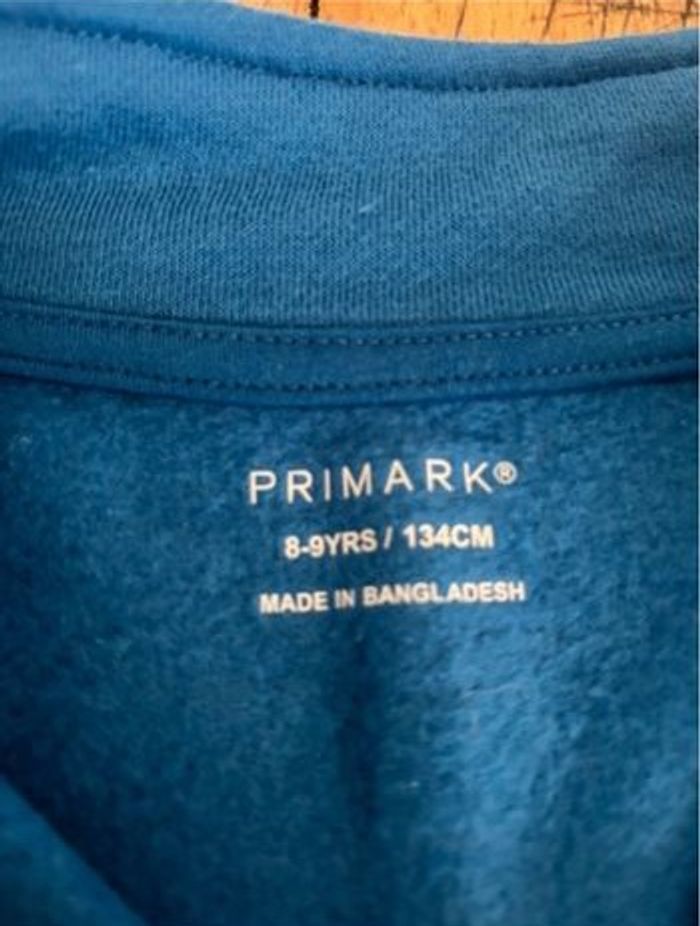 PRIMARK®
8-9YRS / 134CM
MADE IN BANGLADESH